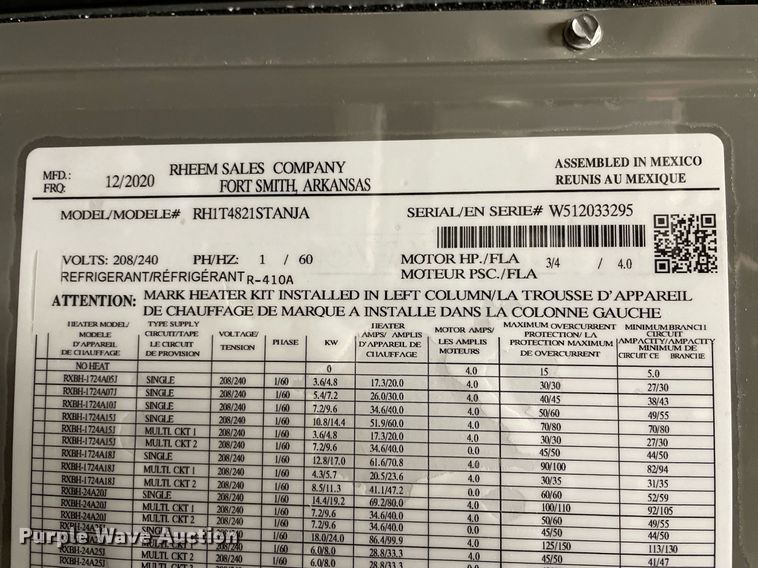 MFD.: 12/2020 RHEEM SALES COMPANY ASSEMBLED IN MEXICO
FRQ: FORT SMITH, ARKANSAS REUNIS AU MEXIQUE
MODEL/MODELE# RH1T4821STANJA SERIAL/EN SERIE# W512033295
VOLTS: 208/240 PH/HZ: 1 / 60 MOTOR HP./FLA 3/4 / 4.0
REFRIGERANT/RÉFRIGÉRANT R-410A MOTEUR PSC./FLA
ATTENTION: MARK HEATER KIT INSTALLED IN LEFT COLUMN/LA TROUSSE D'APPAREIL
DE CHAUFFAGE DE MARQUE A INSTALLE DANS LA COLONNE GAUCHE
HEATER MODEL/ MODELE D'APPAREIL DE CHAUFFAGE
TYPE SUPPLY CIRCUIT/TAPE LE CIRCUIT DE PROVISION
VOLTAGE/ TENSION
PHASE
KW
HEATER AMPS/ AMPLIS D'APPAREIL DE CHAUFFAGE
MOTOR AMPS/ LES AMPLIS MOTEURS
MAXIMUM OVERCURRENT PROTECTION/ LA PROTECTION MAXIMUM DE OVERCURRENT
MINIMUM BRANCH CIRCUIT AMPACITY/AMPACITY MINIMUM DE CIRCUIT CE BRANCHE
NO HEAT 0 4.0 15 5.0
RXBH-1724A05J SINGLE 208/240 1/60 3.6/4.8 17.3/20.0 4.0 30/30 27/30
RXBH-1724A07J SINGLE 208/240 1/60 5.4/7.2 26.0/30.0 4.0 40/45 38/43
RXBH-1724A10J SINGLE 208/240 1/60 7.2/9.6 34.6/40.0 4.0 50/60 49/55
RXBH-1724A15J SINGLE 208/240 1/60 10.8/14.4 51.9/60.0 4.0 70/80 70/80
RXBH-1724A15J MULTI. CKT 1 208/240 1/60 3.6/4.8 17.3/20.0 4.0 30/30 27/30
RXBH-1724A15J MULTI. CKT 2 208/240 1/60 7.2/9.6 34.6/40.0 0.0 45/50 44/50
RXBH-1724A18J SINGLE 208/240 1/60 12.8/17.0 61.6/70.8 4.0 90/100 82/94
RXBH-1724A18J MULTI. CKT 1 208/240 1/60 4.3/5.7 20.5/23.6 4.0 30/35 31/35
RXBH-1724A18J MULTI. CKT 2 208/240 1/60 8.5/11.3 41.1/47.2 0.0 60/60 52/59
RXBH-24A20J SINGLE 208/240 1/60 14.4/19.2 69.2/80.0 4.0 100/110 92/105
RXBH-24A20J MULTI. CKT 1 208/240 1/60 7.2/9.6 34.6/40.0 4.0 50/60 49/55
RXBH-24A20J MULTI. CKT 2 208/240 1/60 7.2/9.6 34.6/40.0 0.0 45/50 44/50
SINGLE 208/240 1/60 18.0/24.0 86.4/99.9 4.0 125/150 113/130
RXBH-24A25J MULTI. CKT 1 208/240 1/60 6.0/8.0 28.8/33.3 4.0 45/50 41/47
RXBH-24A25J MULTI. CKT 2 208/240 1/60 6.0/8.0 28.8/33.3
Purple Wave Auction